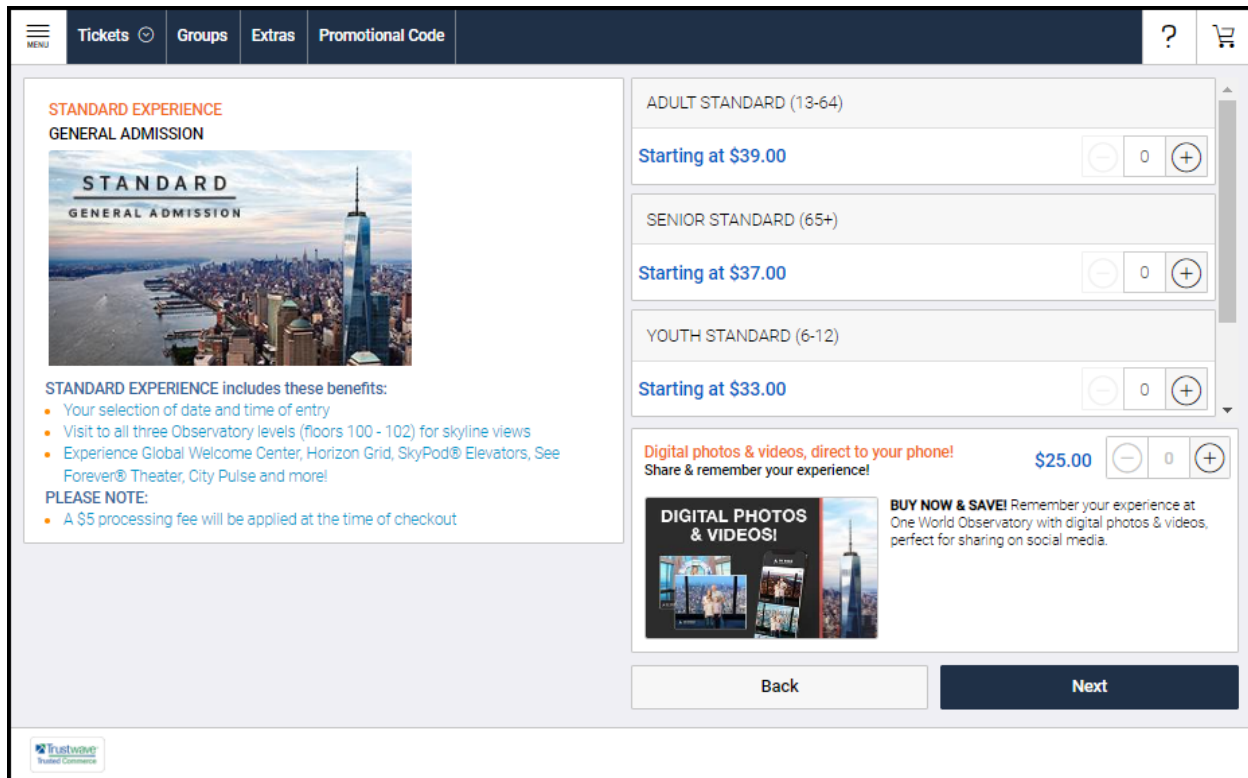 MENU
Tickets
Groups
Extras
Promotional Code
?
STANDARD EXPERIENCE
GENERAL ADMISSION
STANDARD
GENERAL ADMISSION
STANDARD EXPERIENCE includes these benefits:
Your selection of date and time of entry
Visit to all three Observatory levels (floors 100 - 102) for skyline views
Experience Global Welcome Center, Horizon Grid, SkyPod® Elevators, See
Forever® Theater, City Pulse and more!
PLEASE NOTE:
A $5 processing fee will be applied at the time of checkout
ADULT STANDARD (13-64)
Starting at $39.00
0
SENIOR STANDARD (65+)
Starting at $37.00
0
YOUTH STANDARD (6-12)
Starting at $33.00
0
Digital photos & videos, direct to your phone!
Share & remember your experience!
$25.00
0
DIGITAL PHOTOS
& VIDEOS!
BUY NOW & SAVE! Remember your experience at
One World Observatory with digital photos & videos,
perfect for sharing on social media.
Back
Next
Trustwave
Trusted Commerce